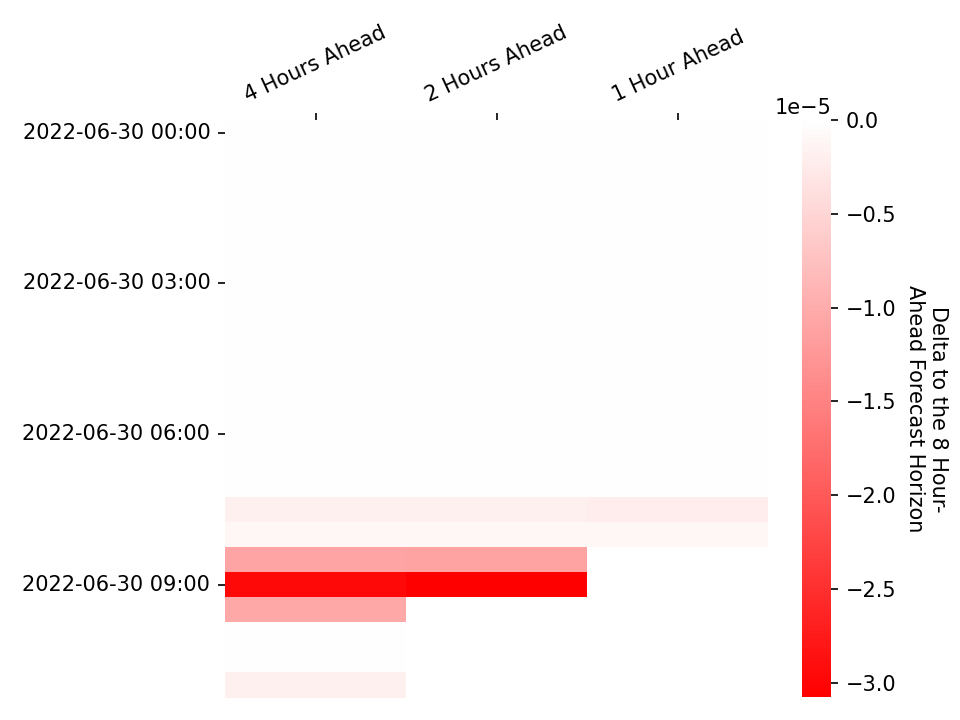 4 Hours Ahead
2 Hours Ahead
1 Hour Ahead
1e−5
2022-06-30 00:00
2022-06-30 03:00
2022-06-30 06:00
2022-06-30 09:00
0.0
−0.5
−1.0
−1.5
−2.0
−2.5
−3.0
Delta to the 8 Hour-
Ahead Forecast Horizon